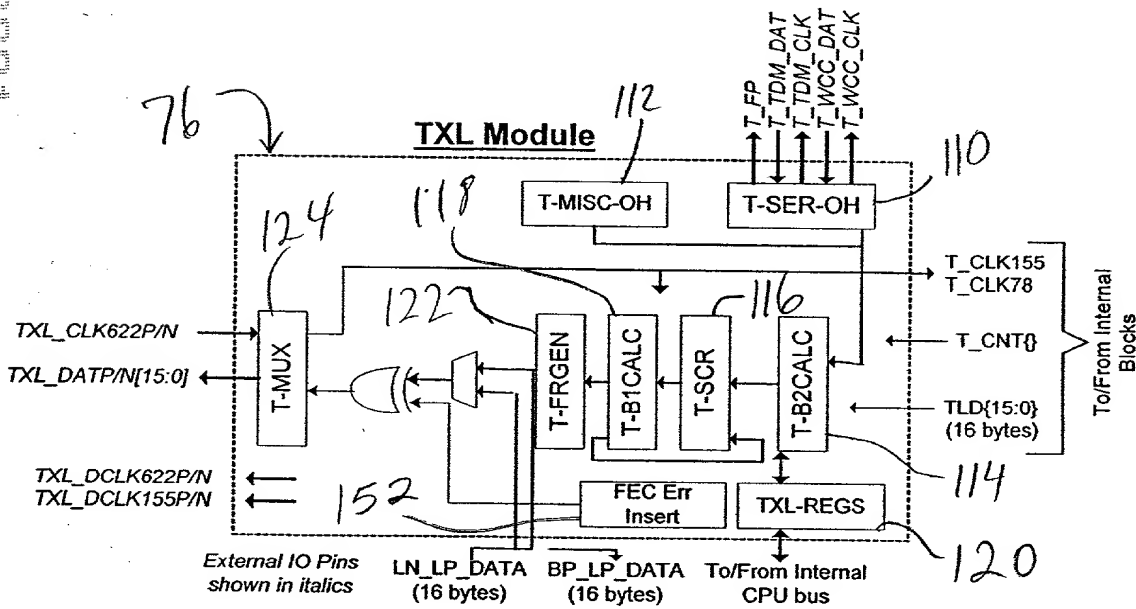 T_FP
T_TDM_DAT
T_TDM_CLK
T_WCC_DAT
T_WCC_CLK
76
TXL Module
112
110
T-MISC-OH
T-SER-OH
118
124
122
116
T_CLK155
T_CLK78
TXL_CLK622P/N
TXL_DATP/N[15:0]
T-MUX
T-FRGEN
T-B1CALC
T-SCR
T-B2CALC
T_CNT{}
TLD{15:0}
(16 bytes)
To/From Internal
Blocks
TXL_DCLK622P/N
TXL_DCLK155P/N
152
FEC Err
Insert
TXL-REGS
114
120
External IO Pins
shown in italics
LN_LP_DATA
(16 bytes)
BP_LP_DATA
(16 bytes)
To/From Internal
CPU bus